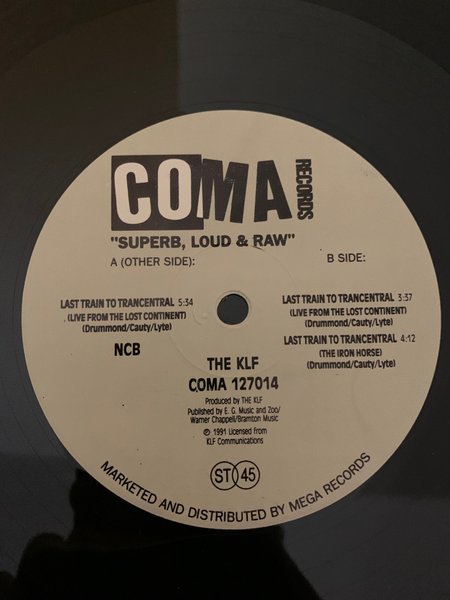 COMA
RECORDS
"SUPERB, LOUD & RAW"
A (OTHER SIDE):
LAST TRAIN TO TRANCENTRAL 5:34
. (LIVE FROM THE LOST CONTINENT)
(Drummond/Cauty/Lyte)
NCB
B SIDE:
LAST TRAIN TO TRANCENTRAL 3:37
(LIVE FROM THE LOST CONTINENT)
(Drummond/Cauty/Lyte)
LAST TRAIN TO TRANCENTRAL 4:12
(THE IRON HORSE)
(Drummond/Cauty/Lyte)
THE KLF
COMA 127014
Produced by THE KLF
Published by E. G. Music and Zoo/
Warner Chappell/Bramton Music
℗ 1991 Licensed from
KLF Communications
ST 45
MARKETED AND DISTRIBUTED BY MEGA RECORDS